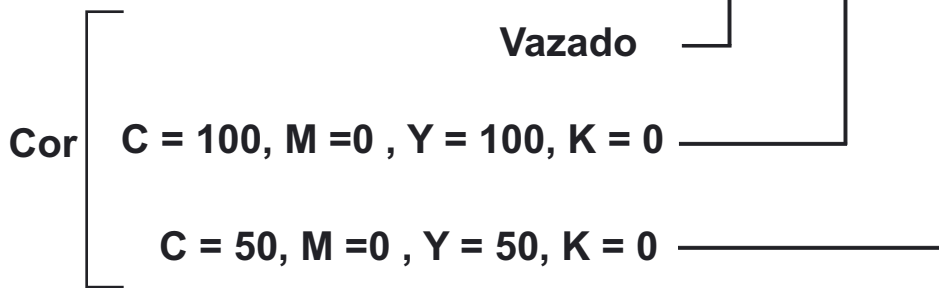 Vazado
Cor
C = 100, M =0 , Y = 100, K = 0
C = 50, M =0 , Y = 50, K = 0